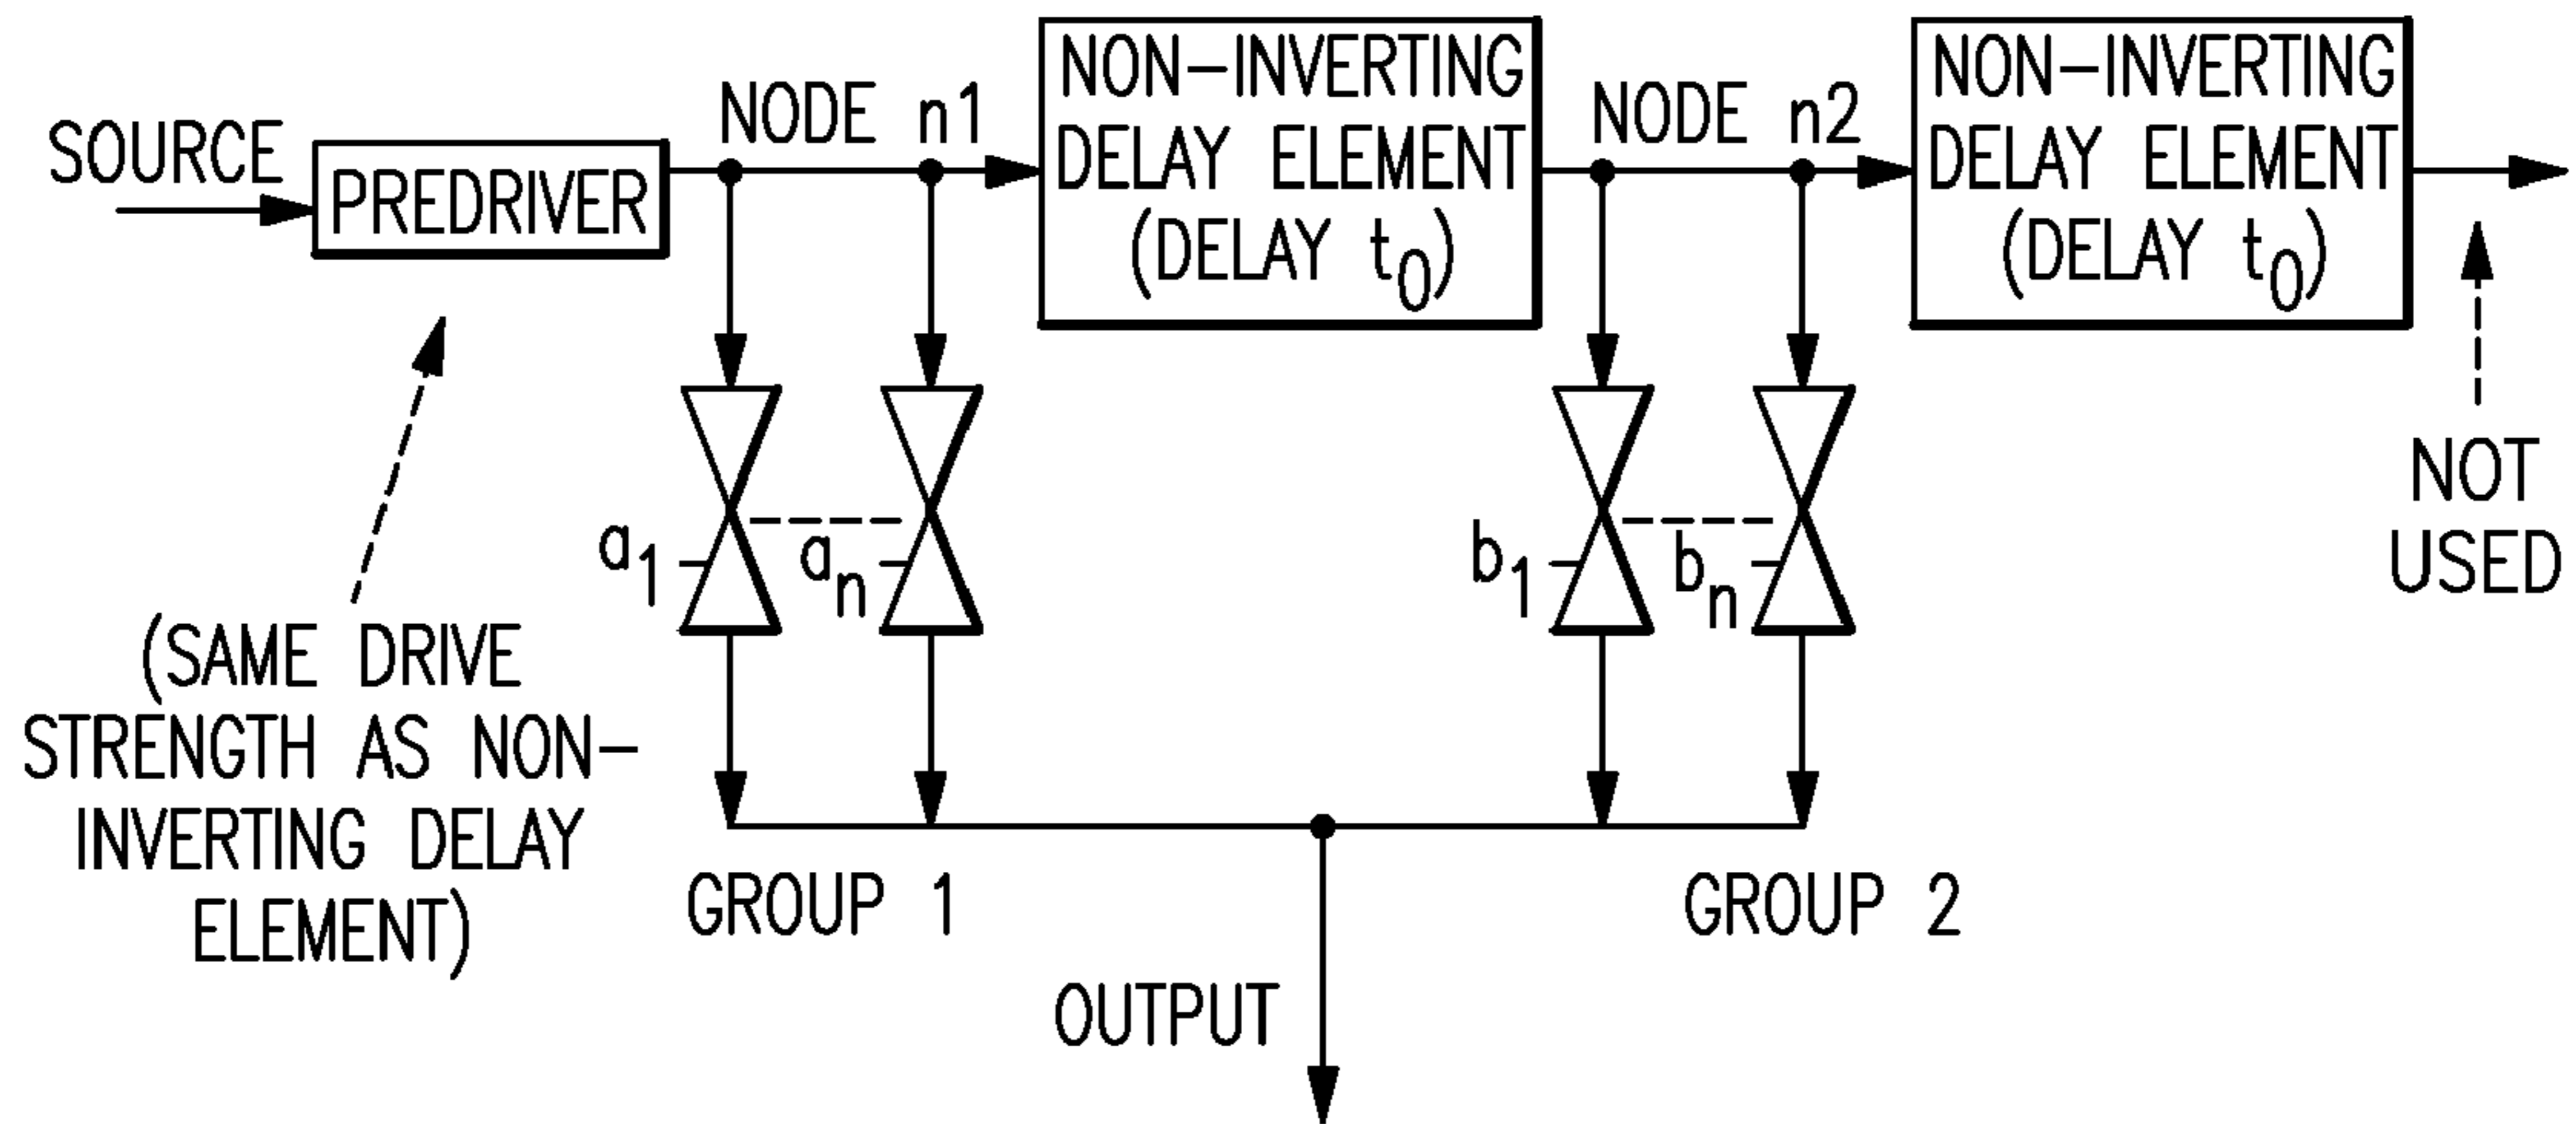 SOURCE
PREDRIVER
NODE n1
NON-INVERTING
DELAY ELEMENT
(DELAY t0)
NODE n2
NON-INVERTING
DELAY ELEMENT
(DELAY t0)
NOT
USED
a1
an
b1
bn
(SAME DRIVE
STRENGTH AS NON-
INVERTING DELAY
ELEMENT)
GROUP 1
GROUP 2
OUTPUT